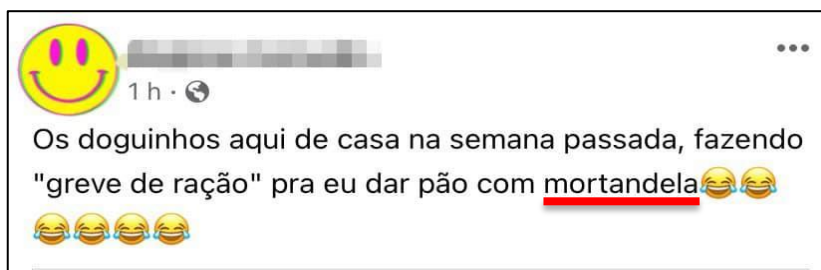 1 h ·
Os doguinhos aqui de casa na semana passada, fazendo
"greve de ração" pra eu dar pão com mortandela😂😂
😂😂😂😂